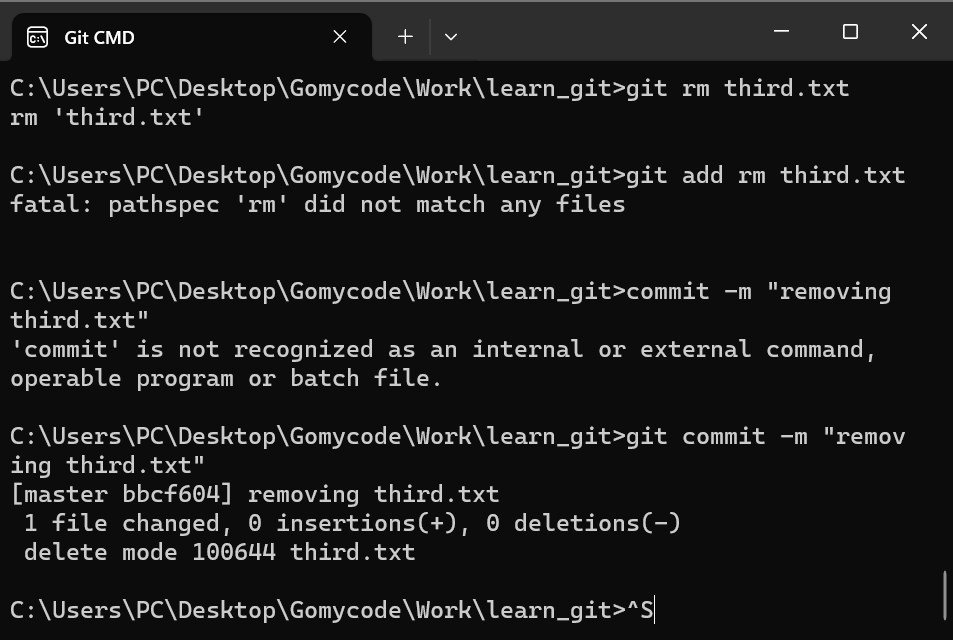 Git CMD
C:\Users\PC\Desktop\Gomycode\Work\learn_git>git rm third.txt
rm 'third.txt'
C:\Users\PC\Desktop\Gomycode\Work\learn_git>git add rm third.txt
fatal: pathspec 'rm' did not match any files
C:\Users\PC\Desktop\Gomycode\Work\learn_git>commit -m "removing
third.txt"
'commit' is not recognized as an internal or external command,
operable program or batch file.
C:\Users\PC\Desktop\Gomycode\Work\learn_git>git commit -m "remov
ing third.txt"
[master bbcf604] removing third.txt
 1 file changed, 0 insertions(+), 0 deletions(-)
 delete mode 100644 third.txt
C:\Users\PC\Desktop\Gomycode\Work\learn_git>^S